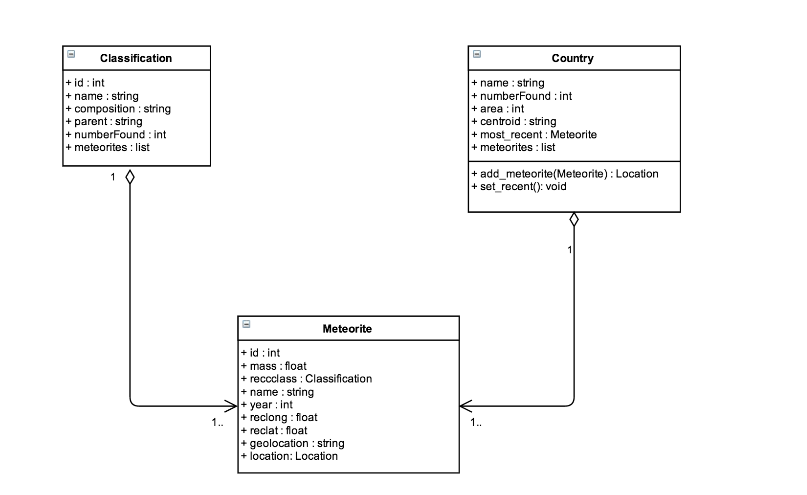 Classification
+ id : int
+ name : string
+ composition : string
+ parent : string
+ numberFound : int
+ meteorites : list
1
Country
+ name : string
+ numberFound : int
+ area : int
+ centroid : string
+ most_recent : Meteorite
+ meteorites : list
+ add_meteorite(Meteorite) : Location
+ set_recent(): void
1
Meteorite
+ id : int
+ mass : float
+ reccclass : Classification
+ name : string
+ year : int
+ reclong : float
+ reclat : float
+ geolocation : string
+ location: Location
1..
1..